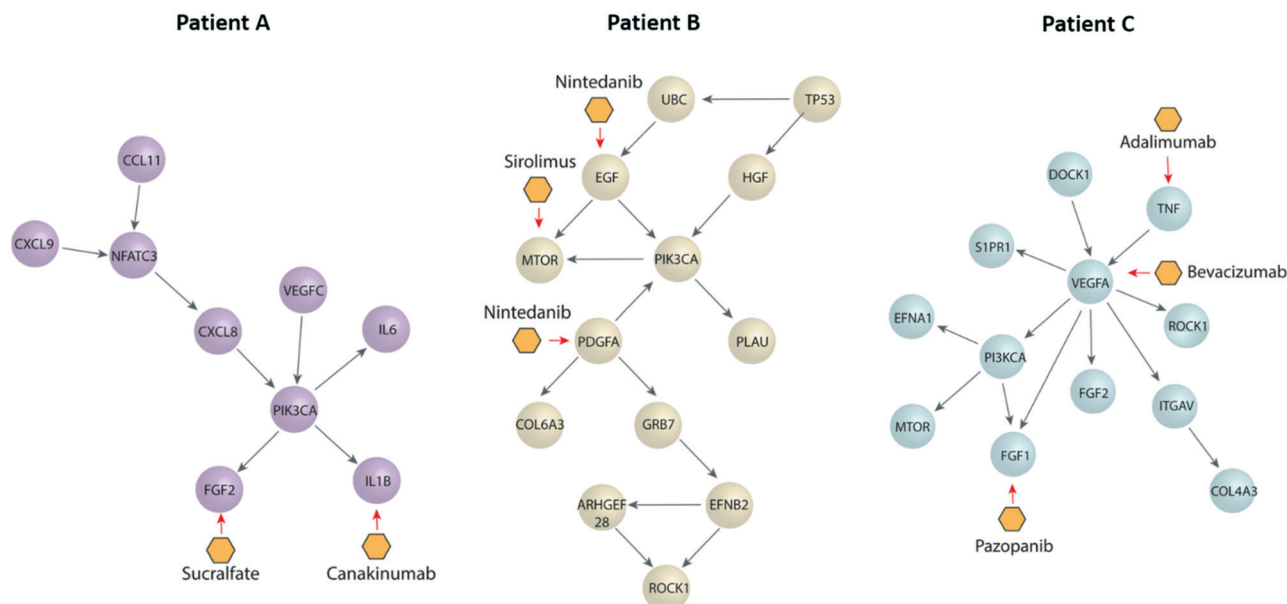 Patient A
CCL11
CXCL9
NFATC3
VEGFC
CXCL8
IL6
PIK3CA
FGF2
IL1B
Sucralfate
Canakinumab
Patient B
Nintedanib
UBC
TP53
Sirolimus
EGF
HGF
MTOR
PIK3CA
Nintedanib
PDGFA
PLAU
COL6A3
GRB7
ARHGEF
28
EFNB2
ROCK1
Patient C
Adalimumab
DOCK1
TNF
S1PR1
VEGFA
Bevacizumab
EFNA1
ROCK1
PI3KCA
FGF2
ITGAV
MTOR
FGF1
COL4A3
Pazopanib